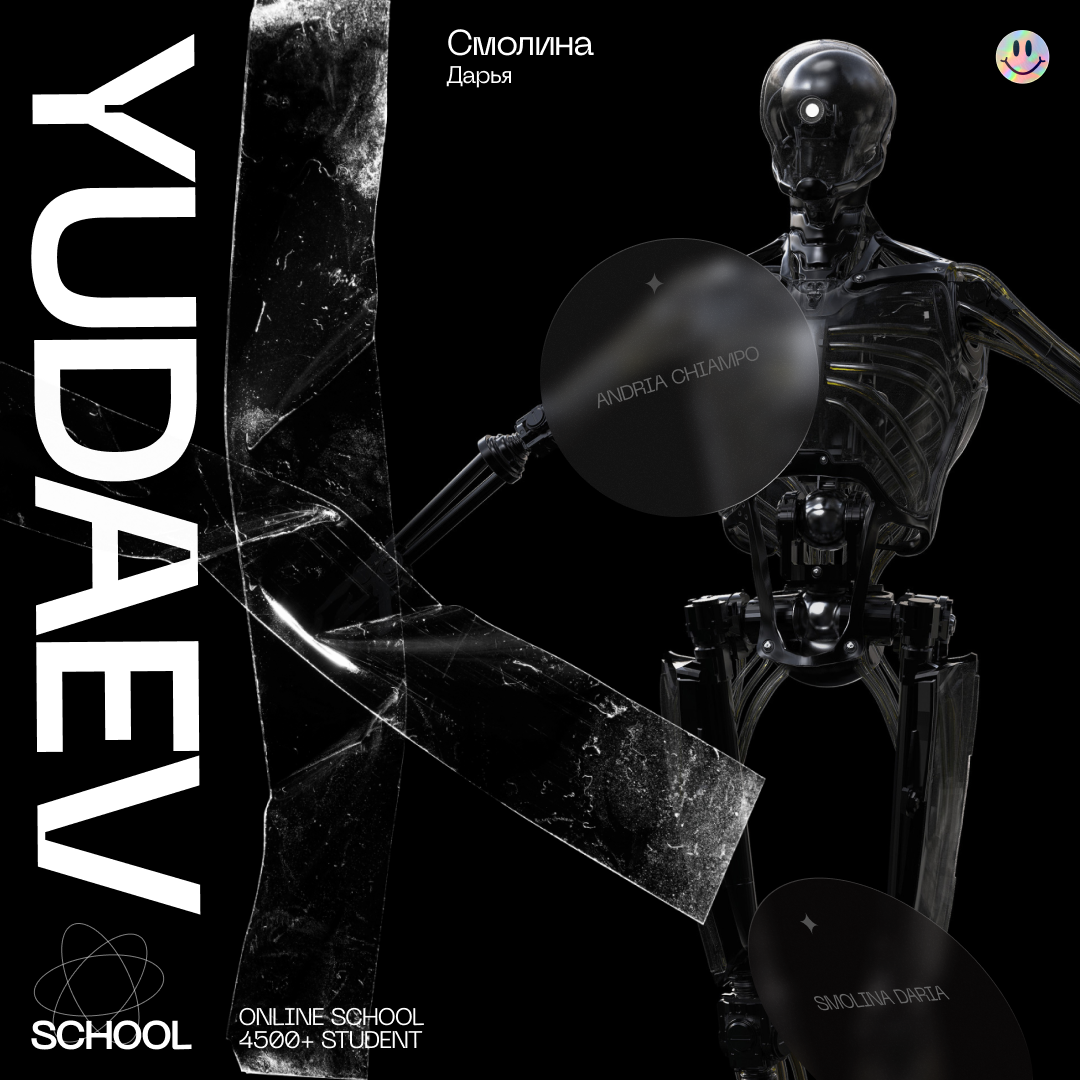 YUDAEV
SCHOOL
ONLINE SCHOOL
4500+ STUDENT
Смолина
Дарья
ANDRIA CHIAMPO
SMOLINA DARIA